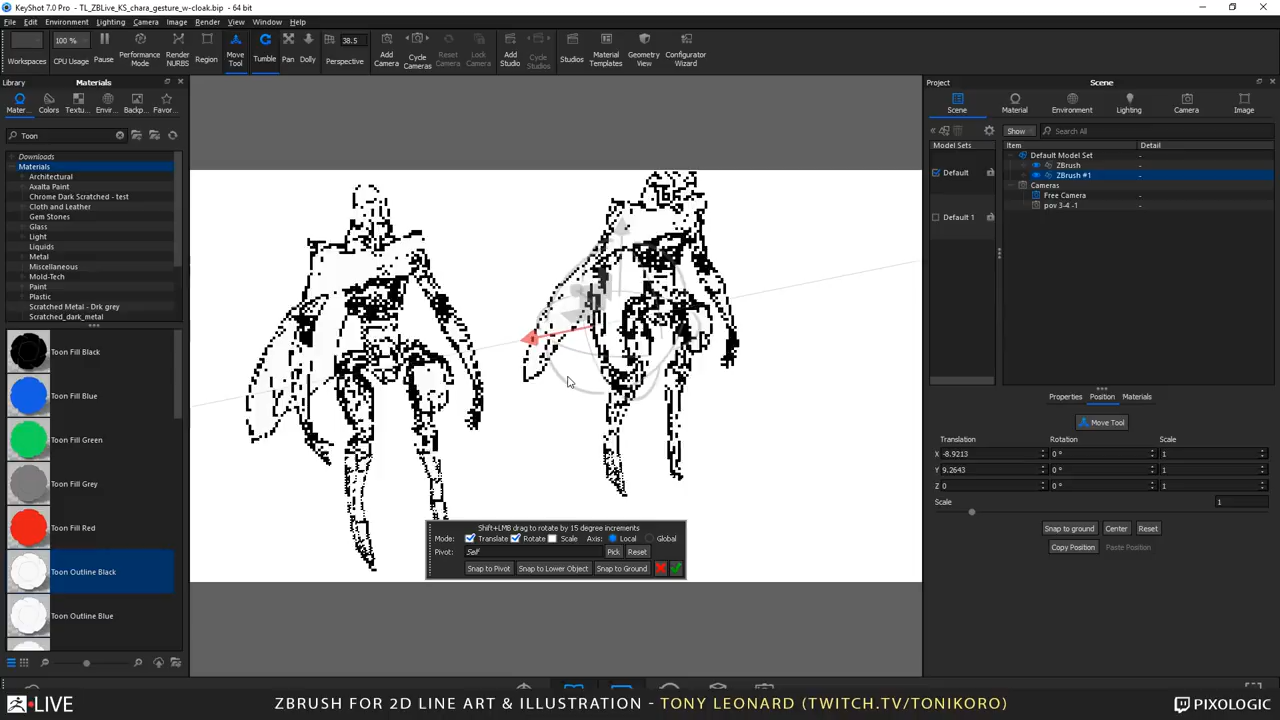 KeyShot 7.0 Pro - TL_ZBLive_KS_chara_gesture_w-cloak.bip - 64 bit
File Edit Environment Lighting Camera Image Render View Window Help
Workspaces
100 %
CPU Usage
Pause
Performance Mode
Render NURBS
Region
Move Tool
Tumble
Pan
Dolly
38.5
Perspective
Add Camera
Cycle Cameras
Reset Camera
Lock Camera
Add Studio
Cycle Studios
Studios
Material Templates
Geometry View
Configurator Wizard
Library
Materials
Mater... Colors Textu... Envir... Backp... Favor...
Toon
Downloads
Materials
Architectural
Axalta Paint
Chrome Dark Scratched - test
Cloth and Leather
Gem Stones
Glass
Light
Liquids
Metal
Miscellaneous
Mold-Tech
Paint
Plastic
Scratched Metal - Drk grey
Scratched_dark_metal
Toon Fill Black
Toon Fill Blue
Toon Fill Green
Toon Fill Grey
Toon Fill Red
Toon Outline Black
Toon Outline Blue
Shift+LMB drag to rotate by 15 degree increments
Mode: Translate Rotate Scale Axis: Local Global
Pivot: Self Pick Reset
Snap to Pivot Snap to Lower Object Snap to Ground
Project
Scene
Scene Material Environment Lighting Camera Image
Show
Search All
Model Sets
Default
Default 1
Item Detail
Default Model Set -
ZBrush -
ZBrush #1 -
Cameras
Free Camera -
pov 3-4 -1 -
Properties Position Materials
Move Tool
Translation Rotation Scale
X -8.9213 0 ° 1
Y 9.2643 0 ° 1
Z 0 0 ° 1
Scale 1
Snap to ground Center Reset
Copy Position Paste Position
LIVE
ZBRUSH FOR 2D LINE ART & ILLUSTRATION - TONY LEONARD (TWITCH.TV/TONIKORO)
PIXOLOGIC